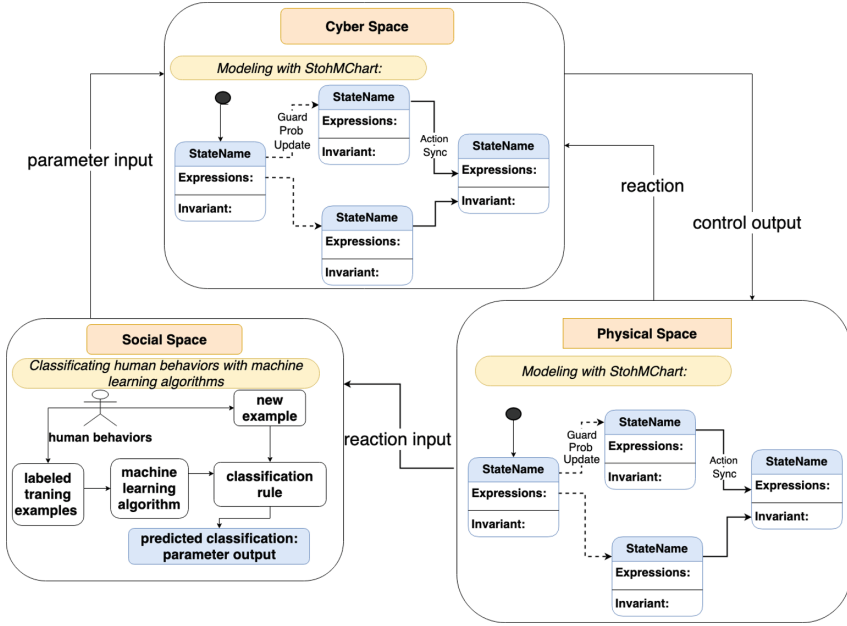 Cyber Space
Modeling with StohMChart:
StateName
Expressions:
Invariant:
Guard
Prob
Update
StateName
Expressions:
Invariant:
Action
Sync
StateName
Expressions:
Invariant:
StateName
Expressions:
Invariant:
parameter input
reaction
control output
Social Space
Classificating human behaviors with machine
learning algorithms
new
example
human behaviors
labeled
traning
examples
machine
learning
algorithm
classification
rule
predicted classification:
parameter output
reaction input
Physical Space
Modeling with StohMChart:
StateName
Expressions:
Invariant:
Guard
Prob
Update
StateName
Expressions:
Invariant:
Action
Sync
StateName
Expressions:
Invariant:
StateName
Expressions:
Invariant: